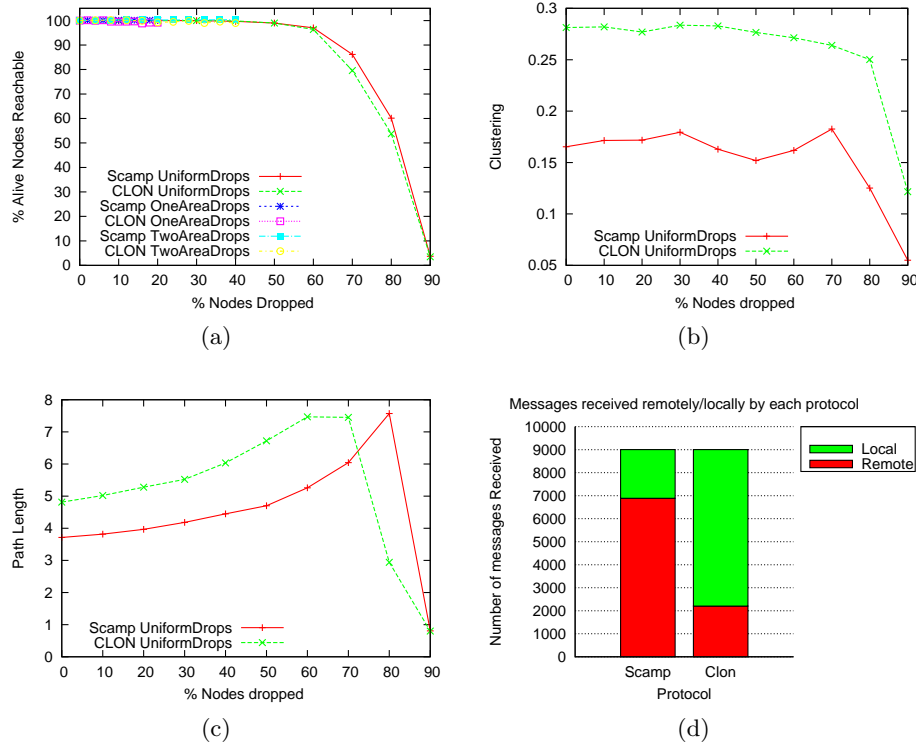 100
90
80
70
60
50
40
30
20
10
0
% Alive Nodes Reachable
Scamp UniformDrops
CLON UniformDrops
Scamp OneAreaDrops
CLON OneAreaDrops
Scamp TwoAreaDrops
CLON TwoAreaDrops
0 10 20 30 40 50 60 70 80 90
% Nodes Dropped
(a)
0.3
0.25
0.2
0.15
0.1
0.05
Clustering
Scamp UniformDrops
CLON UniformDrops
0 10 20 30 40 50 60 70 80 90
% Nodes dropped
(b)
8
7
6
5
4
3
2
1
0
Path Length
Scamp UniformDrops
CLON UniformDrops
0 10 20 30 40 50 60 70 80 90
% Nodes dropped
(c)
Messages received remotely/locally by each protocol
10000
9000
8000
7000
6000
5000
4000
3000
2000
1000
0
Number of messages Received
Local
Remote
Scamp Clon
Protocol
(d)